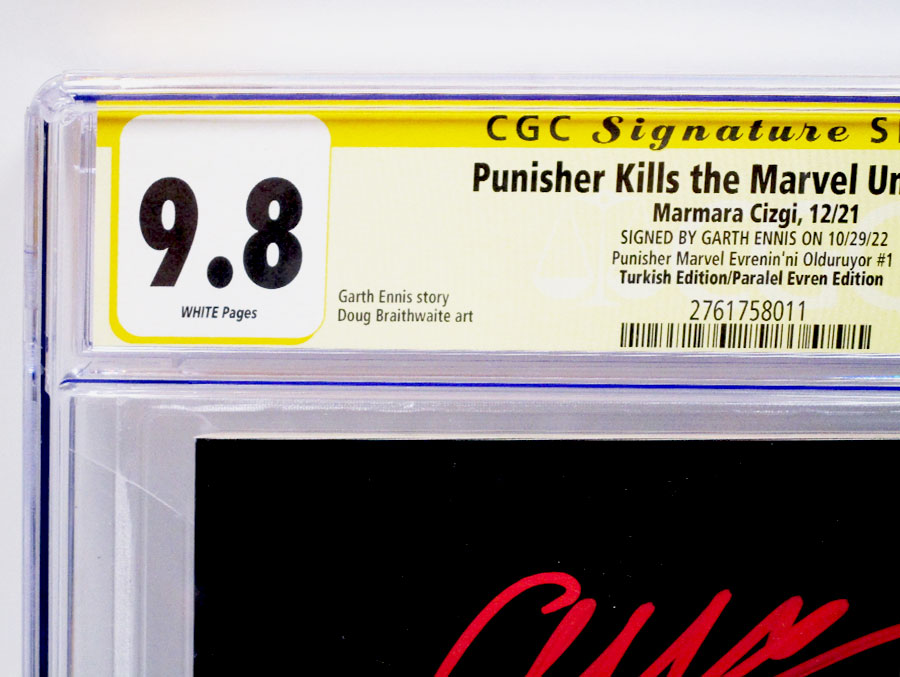 CGC Signature S
Punisher Kills the Marvel Un
Marmara Cizgi, 12/21
SIGNED BY GARTH ENNIS ON 10/29/22
Punisher Marvel Evrenin'ni Olduruyor #1
Turkish Edition/Paralel Evren Edition
2761758011
9.8
WHITE Pages
Garth Ennis story
Doug Braithwaite art